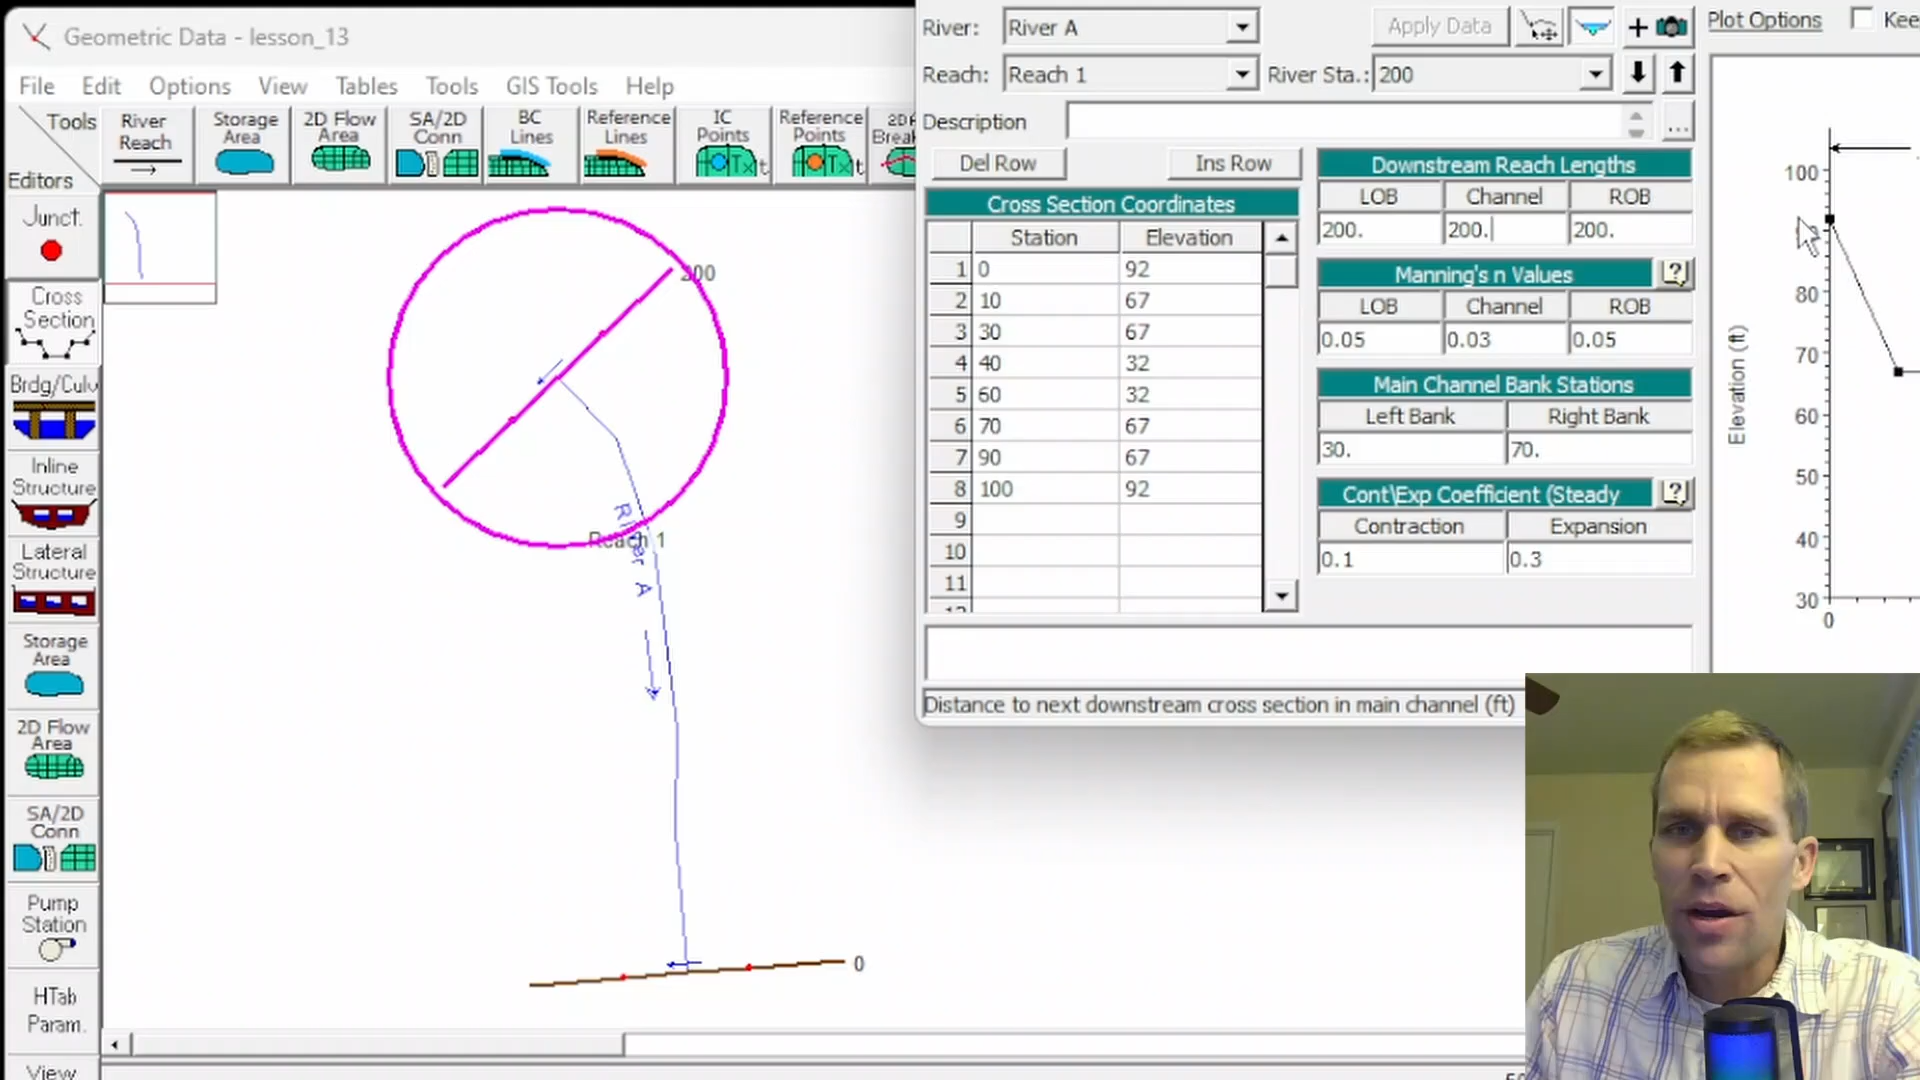 Geometric Data - lesson_13
File Edit Options View Tables Tools GIS Tools Help
Tools
River Reach
Storage Area
2D Flow Area
SA/2D Conn
BC Lines
Reference Lines
IC Points
Reference Points
Editors
Junct.
Cross Section
Brdg/Culv
Inline Structure
Lateral Structure
Storage Area
2D Flow Area
SA/2D Conn
Pump Station
HTab Param.
View
River A
Reach 1
0
River: River A
Apply Data
Reach: Reach 1 River Sta.: 200
Description
...
Del Row Ins Row
Cross Section Coordinates
Station Elevation
1 0 92
2 10 67
3 30 67
4 40 32
5 60 32
6 70 67
7 90 67
8 100 92
9
10
11
Downstream Reach Lengths
LOB Channel ROB
200. 200. 200.
Manning's n Values
LOB Channel ROB
0.05 0.03 0.05
Main Channel Bank Stations
Left Bank Right Bank
30. 70.
Cont\Exp Coefficient (Steady
Contraction Expansion
0.1 0.3
Distance to next downstream cross section in main channel (ft)
Plot Options
Elevation (ft)
100
80
70
60
50
40
30
0